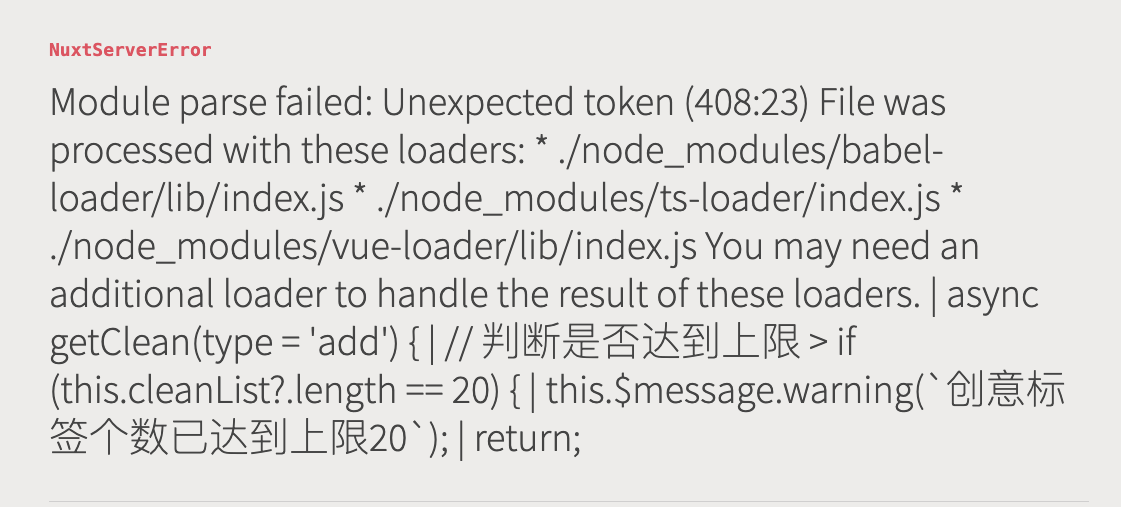 NuxtServerError
Module parse failed: Unexpected token (408:23) File was
processed with these loaders: * ./node_modules/babel-
loader/lib/index.js * ./node_modules/ts-loader/index.js *
./node_modules/vue-loader/lib/index.js You may need an
additional loader to handle the result of these loaders. | async
getClean(type = 'add') { | // 判断是否达到上限 > if
(this.cleanList?.length == 20) { | this.$message.warning(`创意标
签个数已达到上限20`); | return;